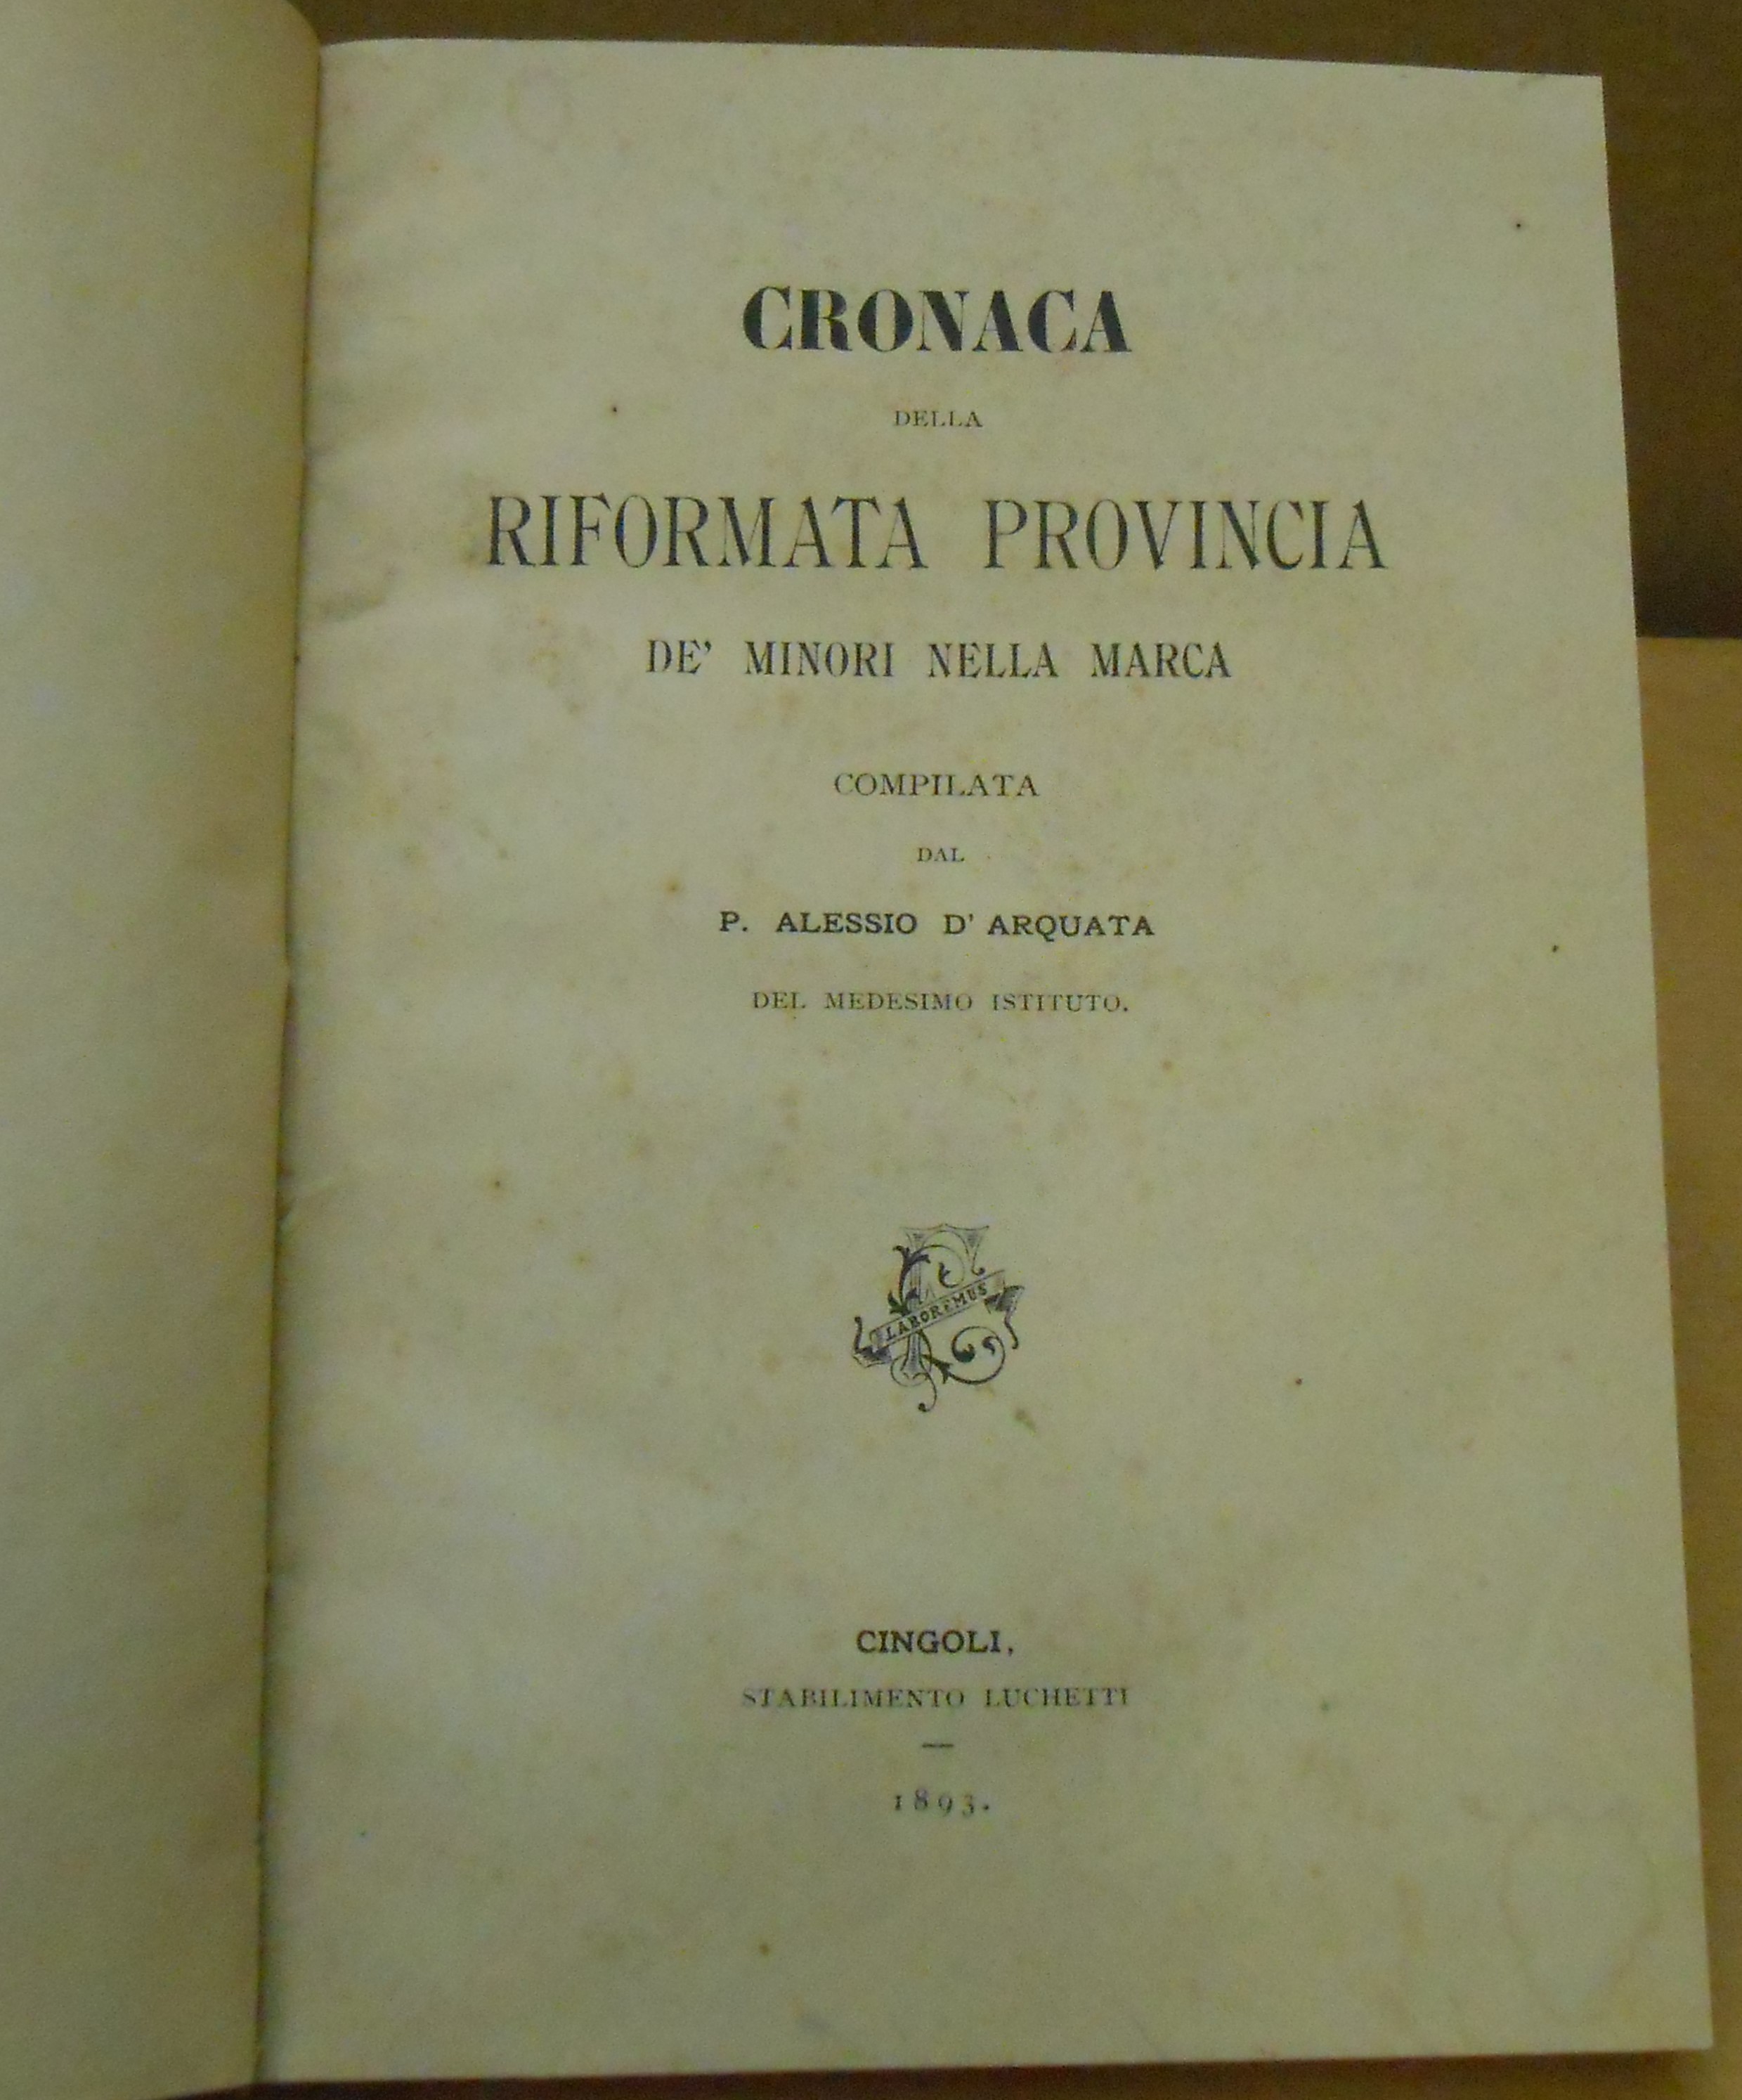 CRONACA
DELLA
RIFORMATA PROVINCIA
DE' MINORI NELLA MARCA
COMPILATA
DAL
P. ALESSIO D' ARQUATA
DEL MEDESIMO ISTITUTO.
LABOREMUS
CINGOLI,
STABILIMENTO LUCHETTI
1893.